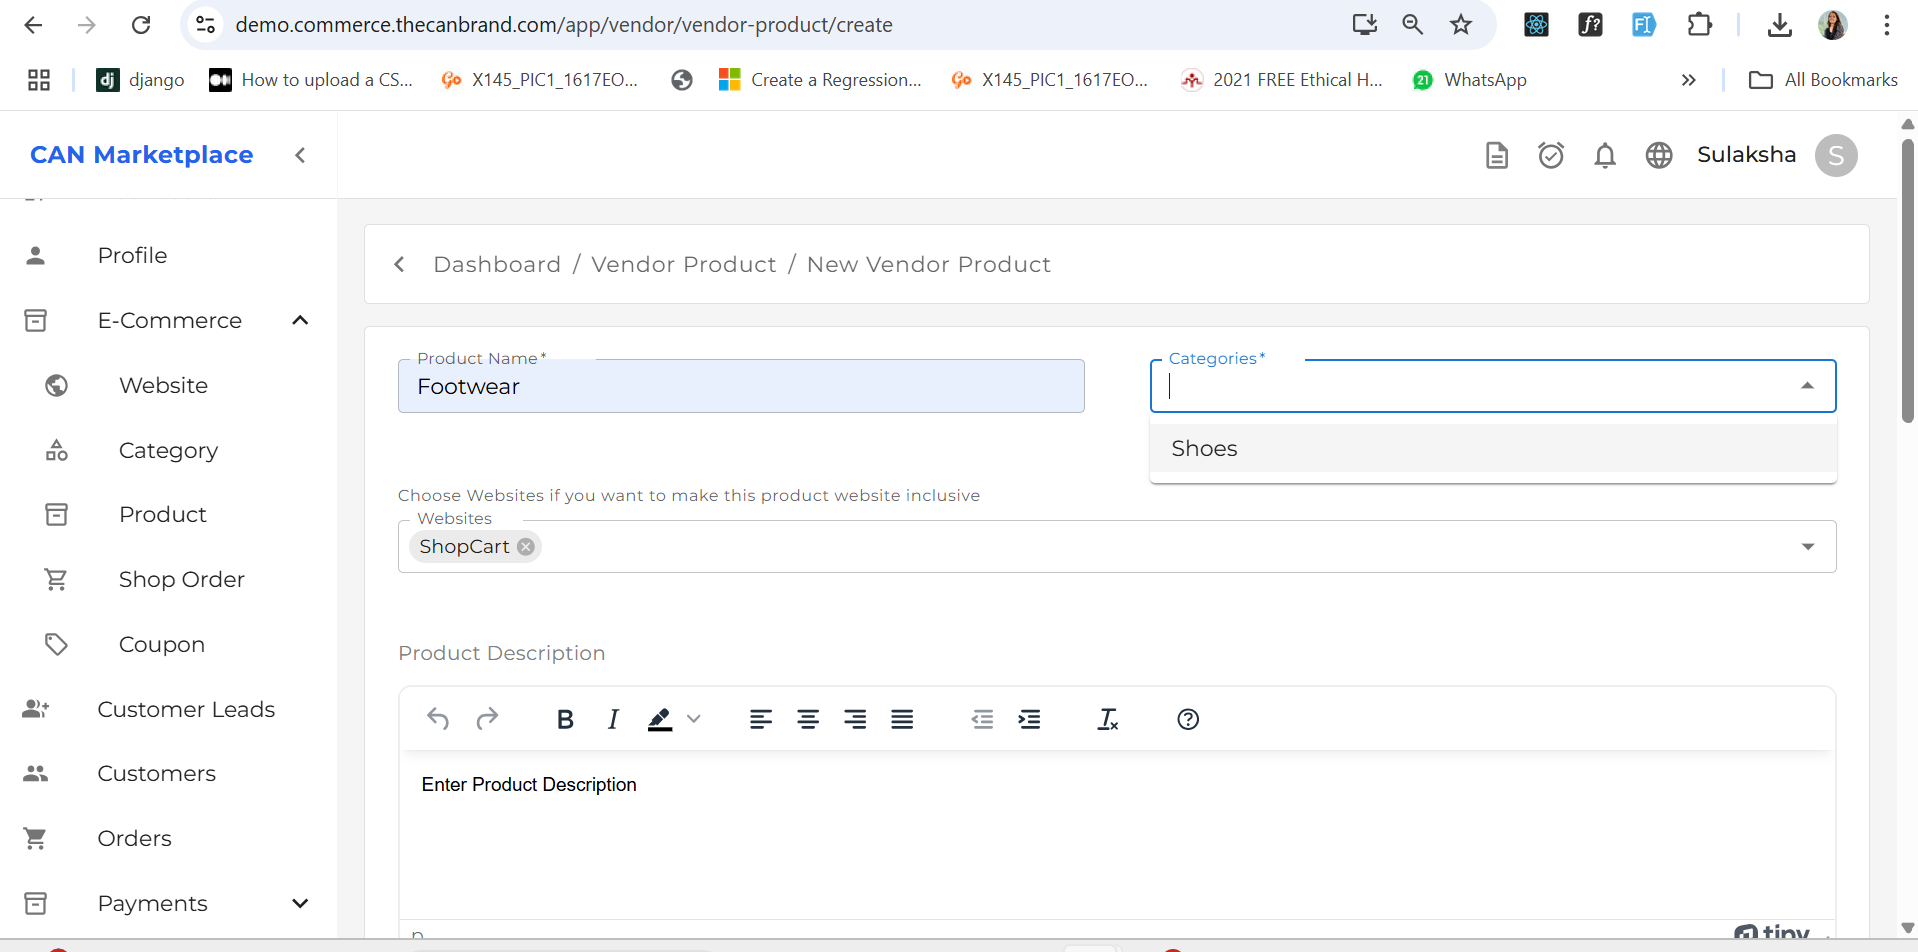 demo.commerce.thecanbrand.com/app/vendor/vendor-product/create
f?
dj django How to upload a CS... X145_PIC1_1617EO... Create a Regression... X145_PIC1_1617EO... 2021 FREE Ethical H... 21 WhatsApp » All Bookmarks
CAN Marketplace
Sulaksha S
Profile
E-Commerce
Website
Category
Product
Shop Order
Coupon
Customer Leads
Customers
Orders
Payments
Dashboard / Vendor Product / New Vendor Product
Product Name*
Footwear
Categories*
Shoes
Choose Websites if you want to make this product website inclusive
Websites
ShopCart
Product Description
B I
Enter Product Description
tiny